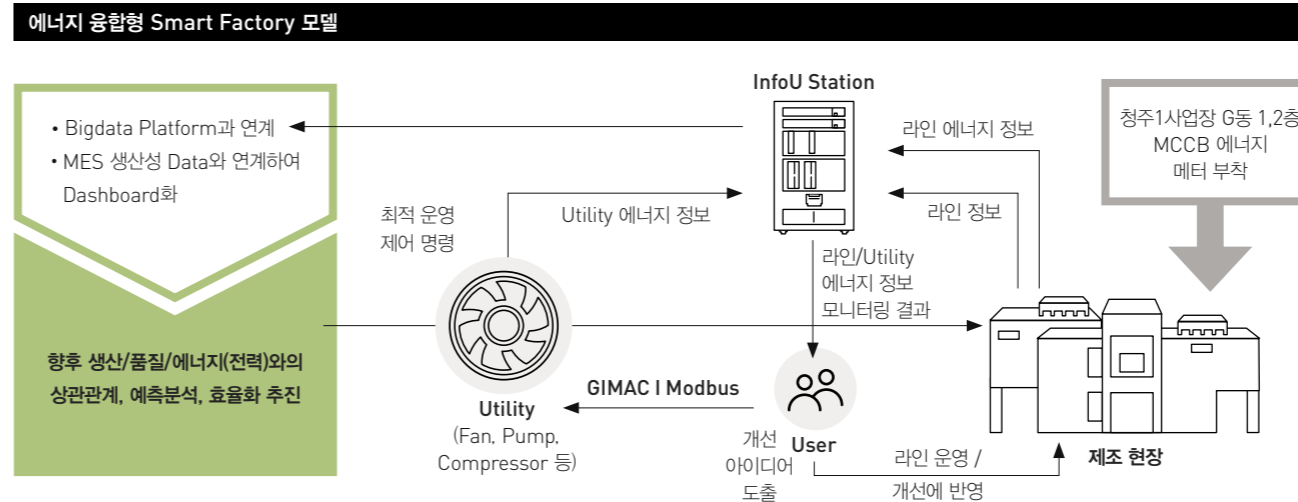 에너지 융합형 Smart Factory 모델
• Bigdata Platform과 연계
• MES 생산성 Data와 연계하여
Dashboard화
향후 생산/품질/에너지(전력)와의
상관관계, 예측분석, 효율화 추진
최적 운영
제어 명령
Utility 에너지 정보
InfoU Station
라인 에너지 정보
라인 정보
청주1사업장 G동 1,2층
MCCB 에너지
메터 부착
라인/Utility
에너지 정보
모니터링 결과
GIMAC I Modbus
Utility
(Fan, Pump,
Compressor 등)
개선
아이디어
도출
User
라인 운영 /
개선에 반영
제조 현장